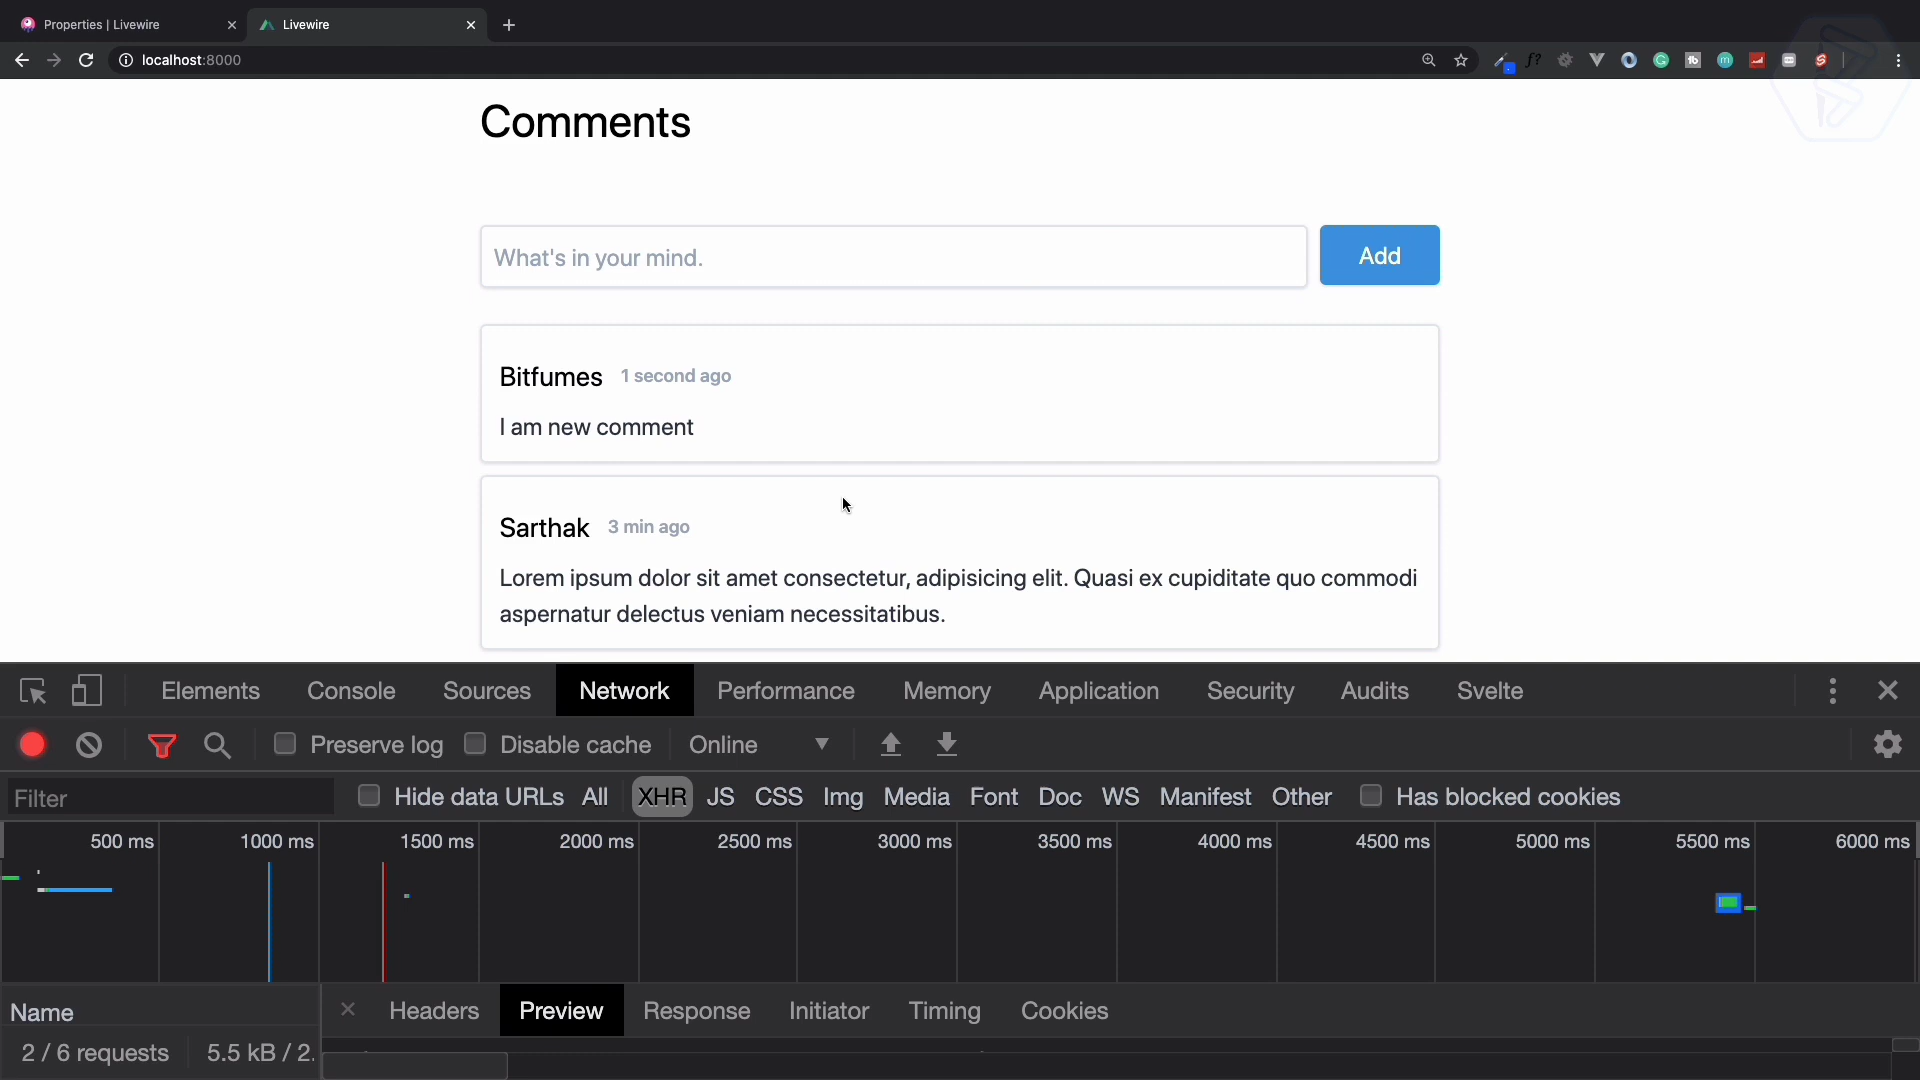 Properties | Livewire
Livewire
localhost:8000
Comments
What's in your mind.
Add
Bitfumes 1 second ago
I am new comment
Sarthak 3 min ago
Lorem ipsum dolor sit amet consectetur, adipisicing elit. Quasi ex cupiditate quo commodi
aspernatur delectus veniam necessitatibus.
Elements Console Sources Network Performance Memory Application Security Audits Svelte
Preserve log Disable cache Online
Filter Hide data URLs All XHR JS CSS Img Media Font Doc WS Manifest Other Has blocked cookies
500 ms 1000 ms 1500 ms 2000 ms 2500 ms 3000 ms 3500 ms 4000 ms 4500 ms 5000 ms 5500 ms 6000 ms
Name Headers Preview Response Initiator Timing Cookies
2 / 6 requests 5.5 kB / 2.